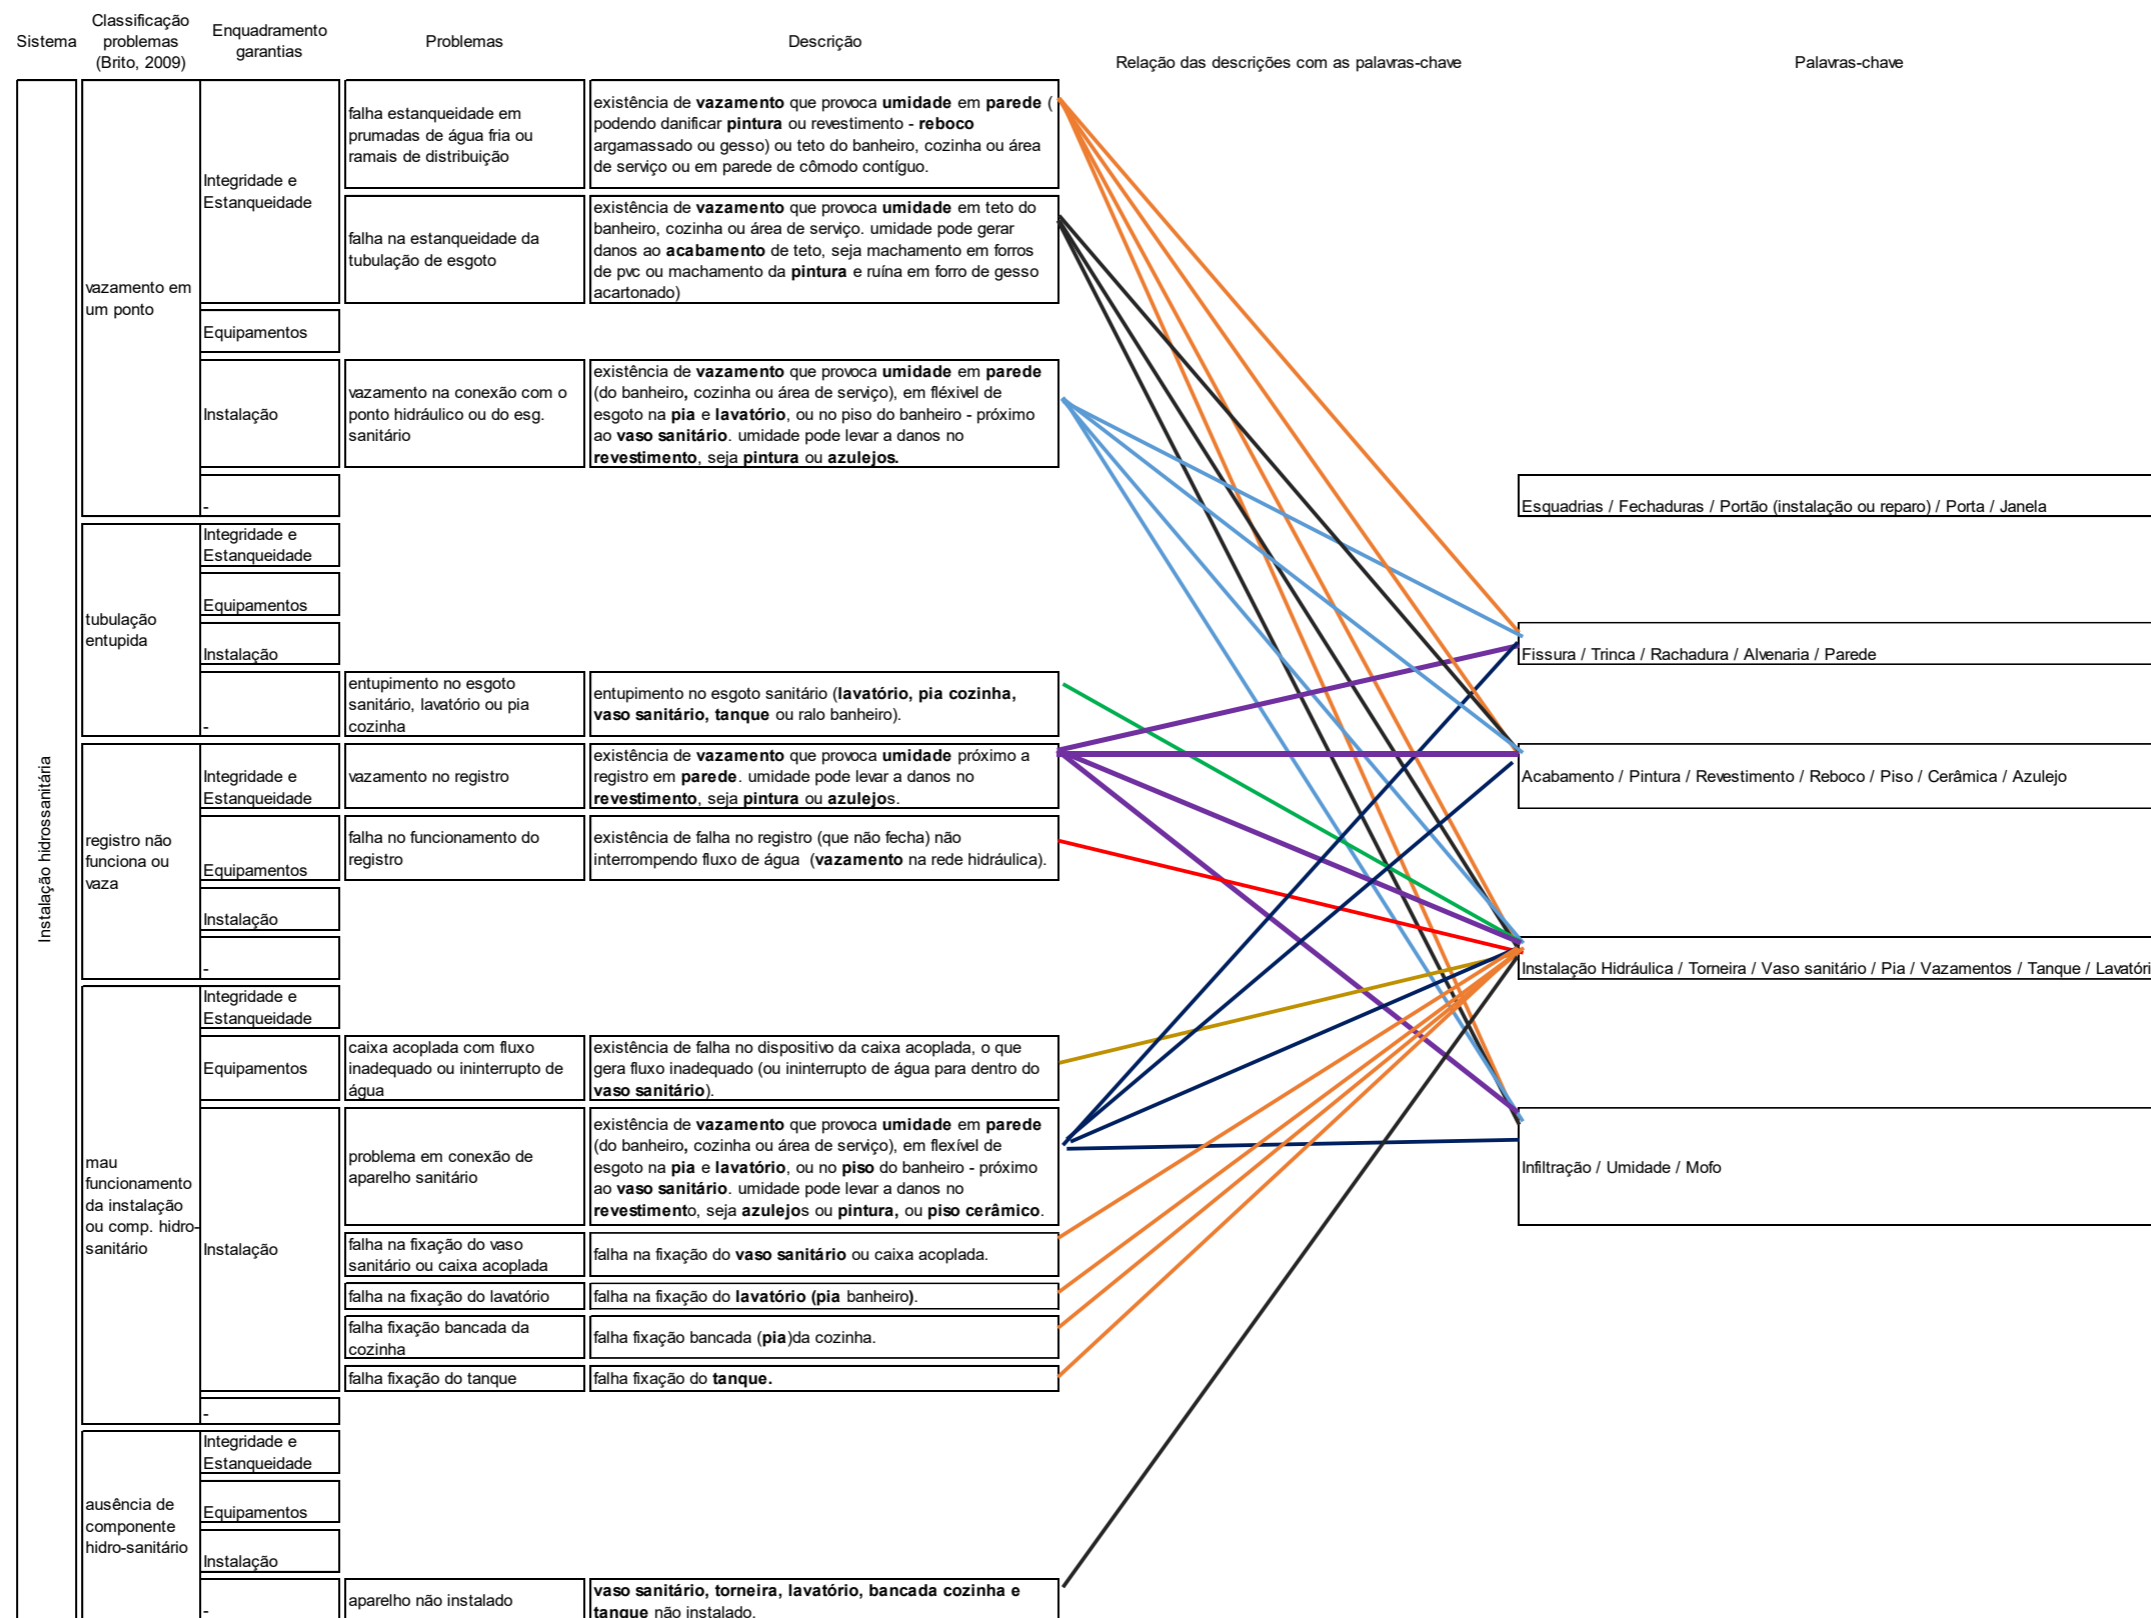 Sistema
Classificação
problemas
(Brito, 2009)
Enquadramento
garantias
Problemas
Descrição
Relação das descrições com as palavras-chave
Palavras-chave
Instalação hidrossanitária
vazamento em
um ponto
Integridade e
Estanqueidade
falha estanqueidade em
prumadas de água fria ou
ramais de distribuição
existência de vazamento que provoca umidade em parede (
podendo danificar pintura ou revestimento - reboco
argamassado ou gesso) ou teto do banheiro, cozinha ou área
de serviço ou em parede de cômodo contíguo.
falha na estanqueidade da
tubulação de esgoto
existência de vazamento que provoca umidade em teto do
banheiro, cozinha ou área de serviço. umidade pode gerar
danos ao acabamento de teto, seja machamento em forros
de pvc ou machamento da pintura e ruína em forro de gesso
acartonado)
Equipamentos
Instalação
vazamento na conexão com o
ponto hidráulico ou do esg.
sanitário
existência de vazamento que provoca umidade em parede
(do banheiro, cozinha ou área de serviço), em fléxivel de
esgoto na pia e lavatório, ou no piso do banheiro - próximo
ao vaso sanitário. umidade pode levar a danos no
revestimento, seja pintura ou azulejos.
-
tubulação
entupida
Integridade e
Estanqueidade
Equipamentos
Instalação
-
entupimento no esgoto
sanitário, lavatório ou pia
cozinha
entupimento no esgoto sanitário (lavatório, pia cozinha,
vaso sanitário, tanque ou ralo banheiro).
registro não
funciona ou
vaza
Integridade e
Estanqueidade
vazamento no registro
existência de vazamento que provoca umidade próximo a
registro em parede. umidade pode levar a danos no
revestimento, seja pintura ou azulejos.
Equipamentos
falha no funcionamento do
registro
existência de falha no registro (que não fecha) não
interrompendo fluxo de água (vazamento na rede hidráulica).
Instalação
-
mau
funcionamento
da instalação
ou comp. hidro-
sanitário
Integridade e
Estanqueidade
Equipamentos
caixa acoplada com fluxo
inadequado ou ininterrupto de
água
existência de falha no dispositivo da caixa acoplada, o que
gera fluxo inadequado (ou ininterrupto de água para dentro do
vaso sanitário).
Instalação
problema em conexão de
aparelho sanitário
existência de vazamento que provoca umidade em parede
(do banheiro, cozinha ou área de serviço), em flexível de
esgoto na pia e lavatório, ou no piso do banheiro - próximo
ao vaso sanitário. umidade pode levar a danos no
revestimento, seja azulejos ou pintura, ou piso cerâmico.
falha na fixação do vaso
sanitário ou caixa acoplada
falha na fixação do vaso sanitário ou caixa acoplada.
falha na fixação do lavatório
falha na fixação do lavatório (pia banheiro).
falha fixação bancada da
cozinha
falha fixação bancada (pia)da cozinha.
falha fixação do tanque
falha fixação do tanque.
-
ausência de
componente
hidro-sanitário
Integridade e
Estanqueidade
Equipamentos
Instalação
-
aparelho não instalado
vaso sanitário, torneira, lavatório, bancada cozinha e
tanque não instalado.
Esquadrias / Fechaduras / Portão (instalação ou reparo) / Porta / Janela
Fissura / Trinca / Rachadura / Alvenaria / Parede
Acabamento / Pintura / Revestimento / Reboco / Piso / Cerâmica / Azulejo
Instalação Hidráulica / Torneira / Vaso sanitário / Pia / Vazamentos / Tanque / Lavatóri
Infiltração / Umidade / Mofo